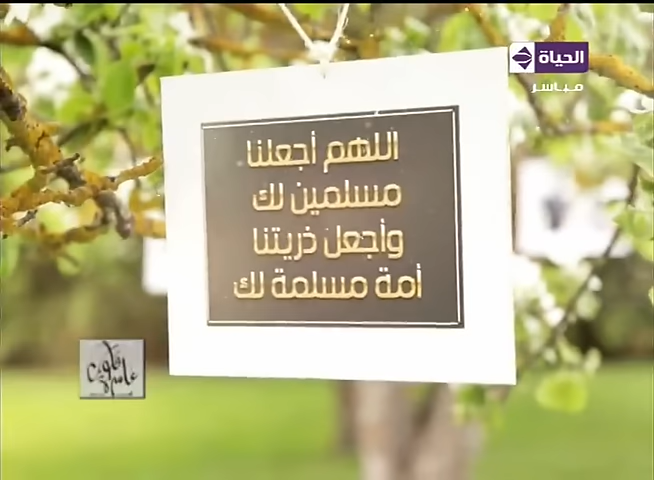 الحياة
مباشر
اللهم أجعلنا
مسلمين لك
وأجعل ذريتنا
أمة مسلمة لك